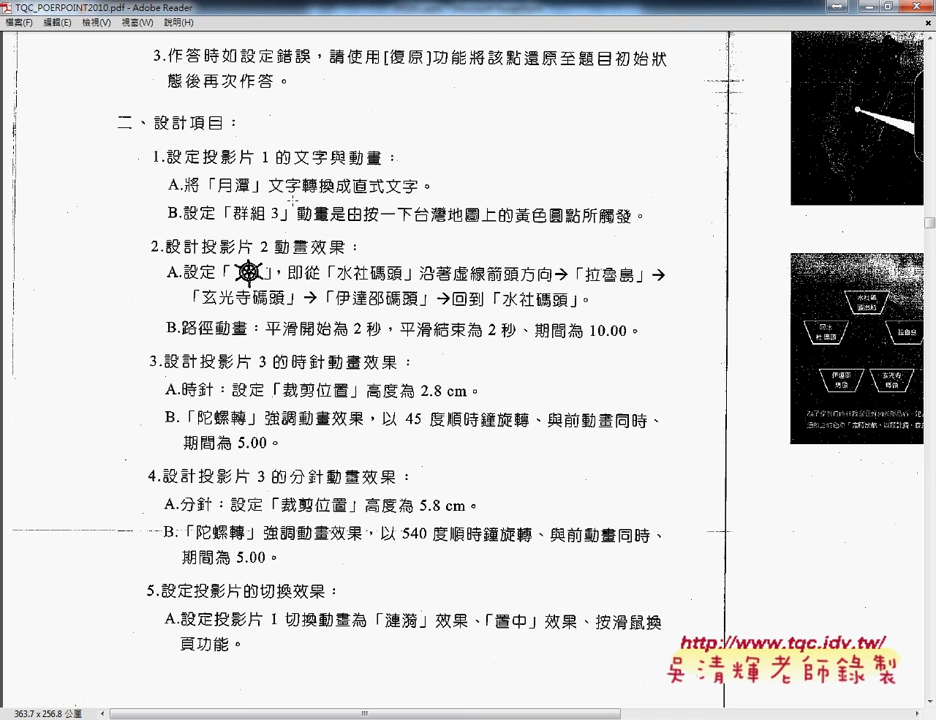 TQC_POERPOINT2010.pdf - Adobe Reader
檔案(F) 編輯(E) 檢視(V) 視窗(W) 說明(H)
3.作答時如設定錯誤，請使用[復原]功能將該點還原至題目初始狀
態後再次作答。
二、設計項目：
1.設定投影片 1 的文字與動畫：
A.將「月潭」文字轉換成直式文字。
B.設定「群組 3」動畫是由按一下台灣地圖上的黃色圓點所觸發。
2.設計投影片 2 動畫效果：
A.設定「」，即從「水社碼頭」沿著虛線箭頭方向→「拉魯島」→
「玄光寺碼頭」→「伊達邵碼頭」→回到「水社碼頭」。
B.路徑動畫：平滑開始為 2 秒，平滑結束為 2 秒、期間為 10.00。
3.設計投影片 3 的時針動畫效果：
A.時針：設定「裁剪位置」高度為 2.8 cm。
B.「陀螺轉」強調動畫效果，以 45 度順時鐘旋轉、與前動畫同時、
期間為 5.00。
4.設計投影片 3 的分針動畫效果：
A.分針：設定「裁剪位置」高度為 5.8 cm。
B.「陀螺轉」強調動畫效果，以 540 度順時鐘旋轉、與前動畫同時、
期間為 5.00。
5.設定投影片的切換效果：
A.設定投影片 1 切換動畫為「漣漪」效果、「置中」效果、按滑鼠換
頁功能。
拉魯島
http://www.tqc.idv.tw/
吳清輝老師錄製
363.7 x 256.8 公釐